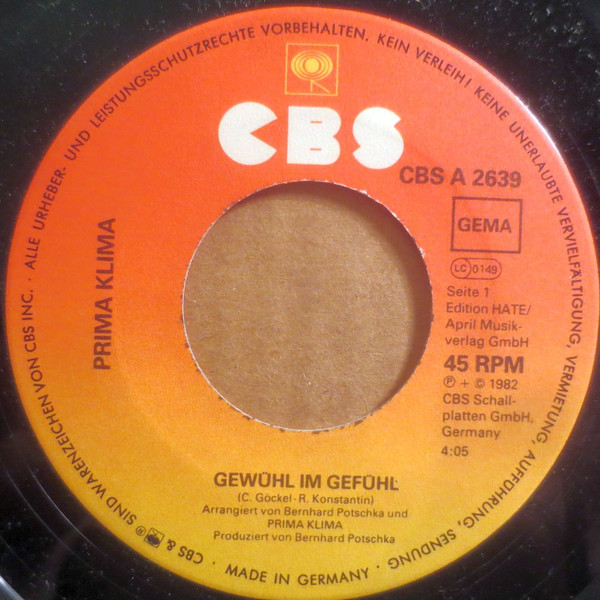 · ALLE URHEBER- UND LEISTUNGSSCHUTZRECHTE VORBEHALTEN. KEIN VERLEIH! KEINE UNERLAUBTE VERVIELFÄLTIGUNG, VERMIETUNG, AUFFÜHRUNG, SENDUNG
CBS
CBS A 2639
GEMA
LC 0149
PRIMA KLIMA
Seite 1
Edition HATE/
April Musik-
verlag GmbH
45 RPM
Ⓟ + © 1982
CBS Schall-
platten GmbH,
Germany
4:05
GEWÜHL IM GEFÜHL
(C. Göckel - R. Konstantin)
Arrangiert von Bernhard Potschka und
PRIMA KLIMA
Produziert von Bernhard Potschka
· MADE IN GERMANY ·
CBS & ® SIND WARENZEICHEN VON CBS INC.